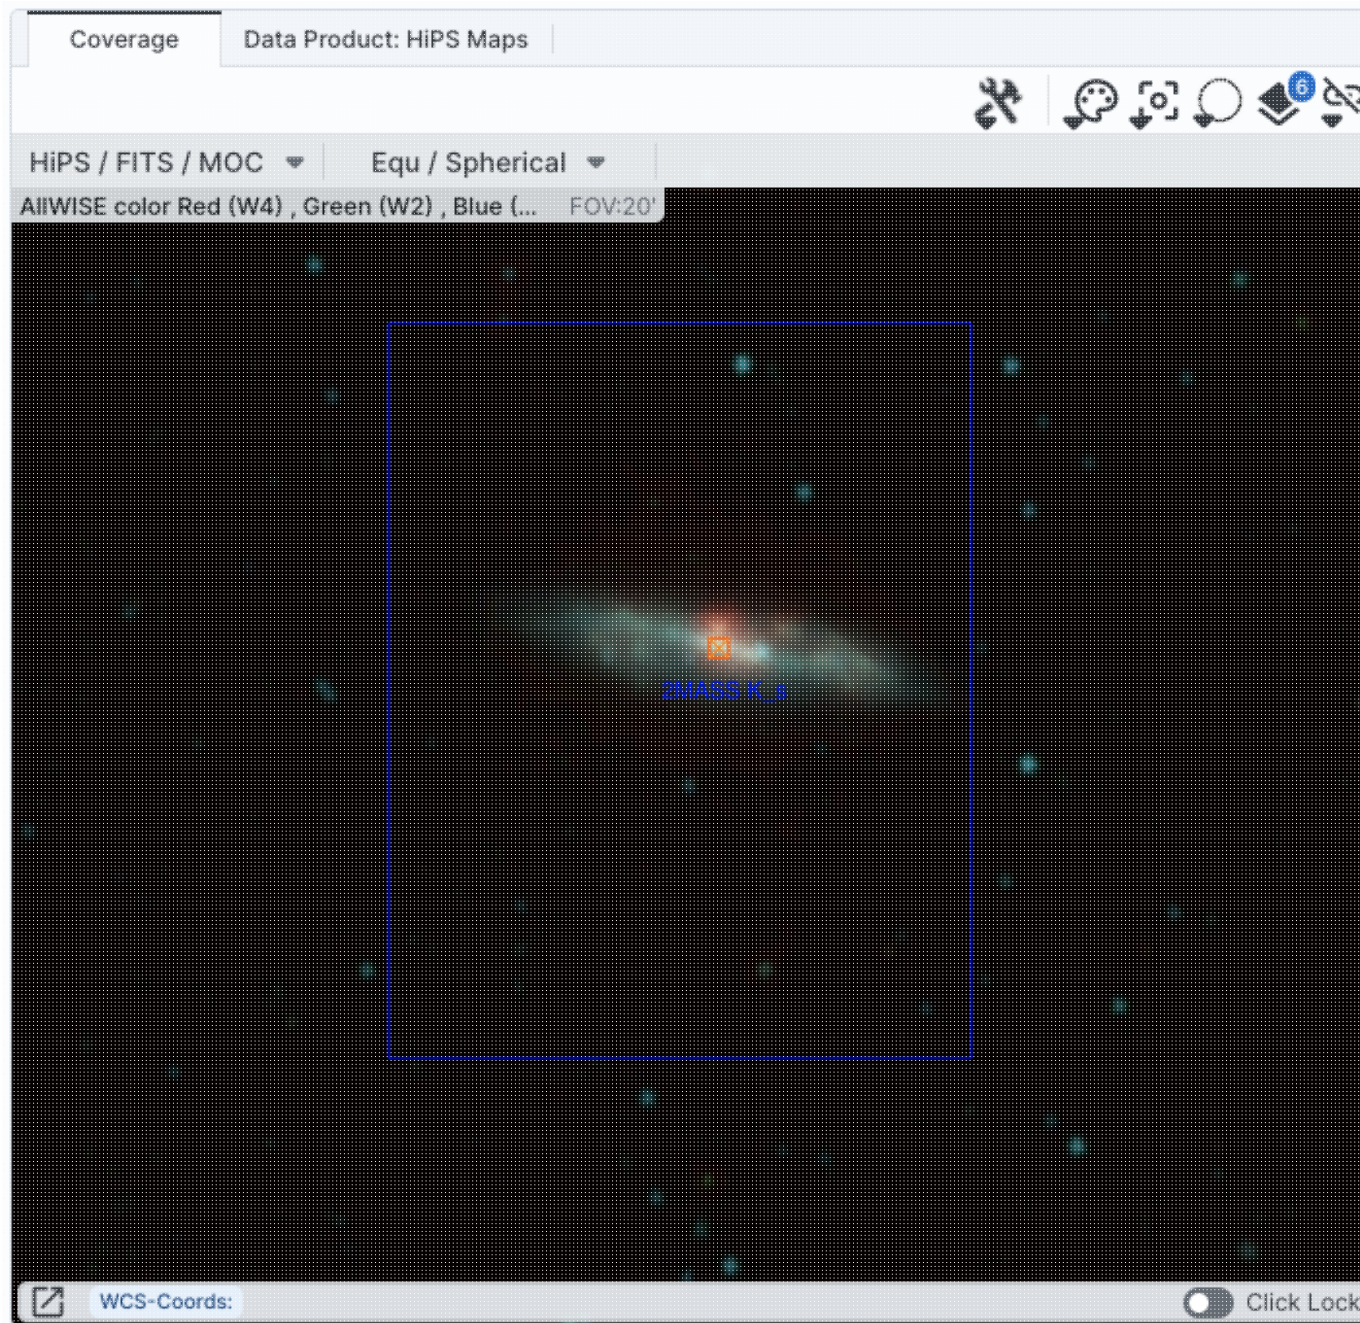 Coverage Data Product: HiPS Maps
6
HiPS / FITS / MOC Equ / Spherical
AllWISE color Red (W4) , Green (W2) , Blue (... FOV:20'
2MASS K_s
WCS-Coords: Click Lock